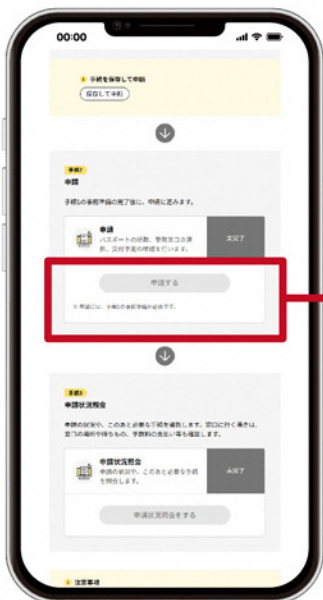 00:00
手続を保存して中断
保存して中断
手続2
申請
手続1の事前準備の完了後に、申請に進みます。
申請
パスポートの種類、受取窓口の選
択、交付予定の確認を行います。
未完了
申請する
※ 申請には、手続1の事前準備が必要です。
手続3
申請状況照会
申請の状況や、このあと必要な手続を確認します。窓口に行く場合は、
窓口の場所や持ちもの、手数料の支払い等も確認します。
申請状況照会
申請の状況や、このあと必要な手続
を照会します。
未完了
申請状況照会をする
注意事項